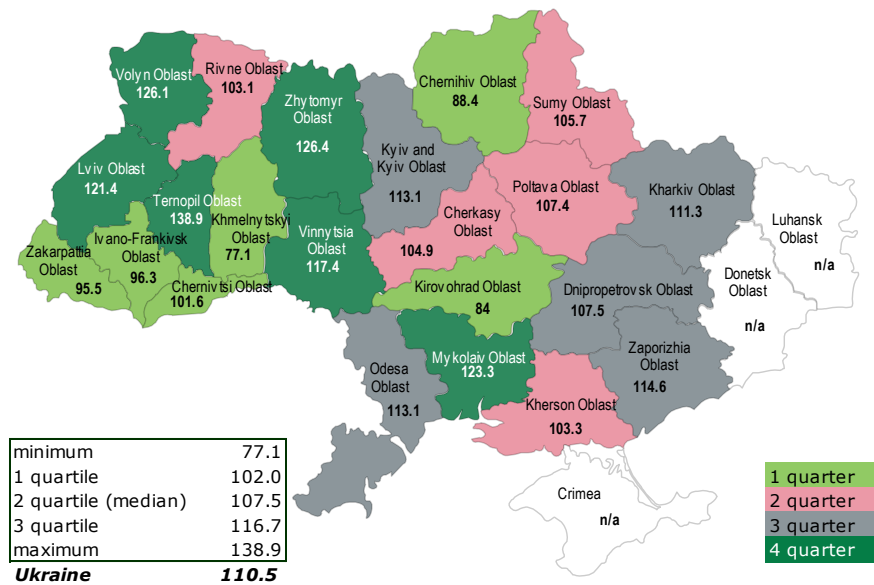 Volyn Oblast
126.1
Rivne Oblast
103.1
Zhytomyr
Oblast
126.4
Kyiv and
Kyiv Oblast
113.1
Chernihiv Oblast
88.4
Sumy Oblast
105.7
Lviv Oblast
121.4
Ternopil Oblast
138.9
Khmelnytskyi
Oblast
77.1
Vinnytsia
Oblast
117.4
Cherkasy
Oblast
104.9
Poltava Oblast
107.4
Kharkiv Oblast
111.3
Luhansk
Oblast
n/a
Donetsk
Oblast
n/a
Zakarpattia
Oblast
95.5
Ivano-Frankivsk
Oblast
96.3
Chernivtsi Oblast
101.6
Kirovohrad Oblast
84
Dnipropetrovsk Oblast
107.5
Odesa
Oblast
113.1
Mykolaiv Oblast
123.3
Zaporizhia
Oblast
114.6
Kherson Oblast
103.3
Crimea
n/a
minimum 77.1
1 quartile 102.0
2 quartile (median) 107.5
3 quartile 116.7
maximum 138.9
Ukraine 110.5
1 quarter
2 quarter
3 quarter
4 quarter